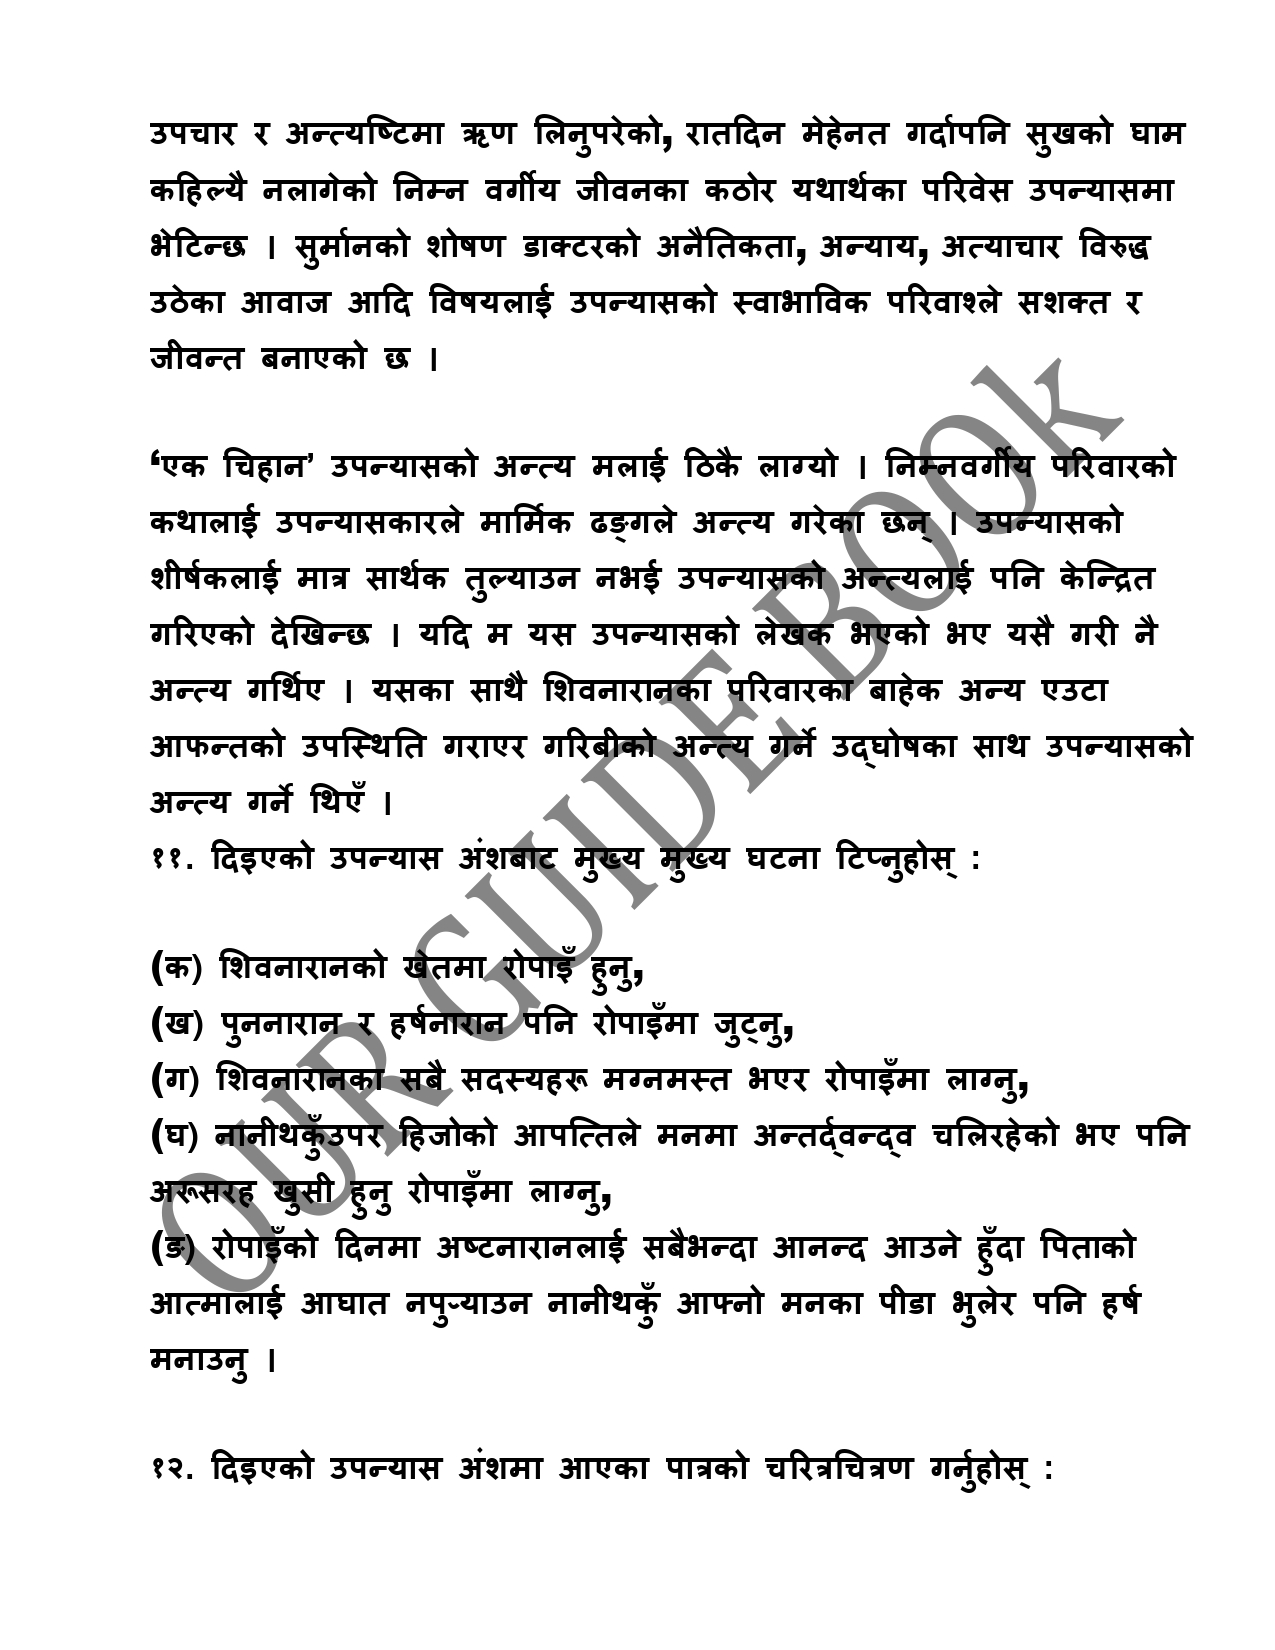 उपचार र अन्त्यष्टिमा ऋण लिनुपरेको, रातदिन मेहेनत गर्दापनि सुखको घाम
कहिल्यै नलागेको निम्न वर्गीय जीवनका कठोर यथार्थका परिवेस उपन्यासमा
भेटिन्छ । सुर्मानको शोषण डाक्टरको अनैतिकता, अन्याय, अत्याचार विरुद्ध
उठेका आवाज आदि विषयलाई उपन्यासको स्वाभाविक परिवाश्ले सशक्त र
जीवन्त बनाएको छ ।
‘एक चिहान’ उपन्यासको अन्त्य मलाई ठिकै लाग्यो । निम्नवर्गीय परिवारको
कथालाई उपन्यासकारले मार्मिक ढङ्गले अन्त्य गरेका छन् । उपन्यासको
शीर्षकलाई मात्र सार्थक तुल्याउन नभई उपन्यासको अन्त्यलाई पनि केन्द्रित
गरिएको देखिन्छ । यदि म यस उपन्यासको लेखक भएको भए यसै गरी नै
अन्त्य गर्थिए । यसका साथै शिवनारानका परिवारका बाहेक अन्य एउटा
आफन्तको उपस्थिति गराएर गरिबीको अन्त्य गर्ने उद्घोषका साथ उपन्यासको
अन्त्य गर्ने थिएँ ।
११. दिइएको उपन्यास अंशबाट मुख्य मुख्य घटना टिप्नुहोस् :
(क) शिवनारानको खेतमा रोपाइँ हुनु,
(ख) पुननारान र हर्षनारान पनि रोपाइँमा जुट्नु,
(ग) शिवनारानका सबै सदस्यहरू मग्नमस्त भएर रोपाइँमा लाग्नु,
(घ) नानीथकुँउपर हिजोको आपत्तिले मनमा अन्तर्द्वन्द्व चलिरहेको भए पनि
अरूसरह खुसी हुनु रोपाइँमा लाग्नु,
(ङ) रोपाइँको दिनमा अष्टनारानलाई सबैभन्दा आनन्द आउने हुँदा पिताको
आत्मालाई आघात नपुऱ्याउन नानीथकुँ आफ्नो मनका पीडा भुलेर पनि हर्ष
मनाउनु ।
१२. दिइएको उपन्यास अंशमा आएका पात्रको चरित्रचित्रण गर्नुहोस् :
OUR GUIDE BOOk